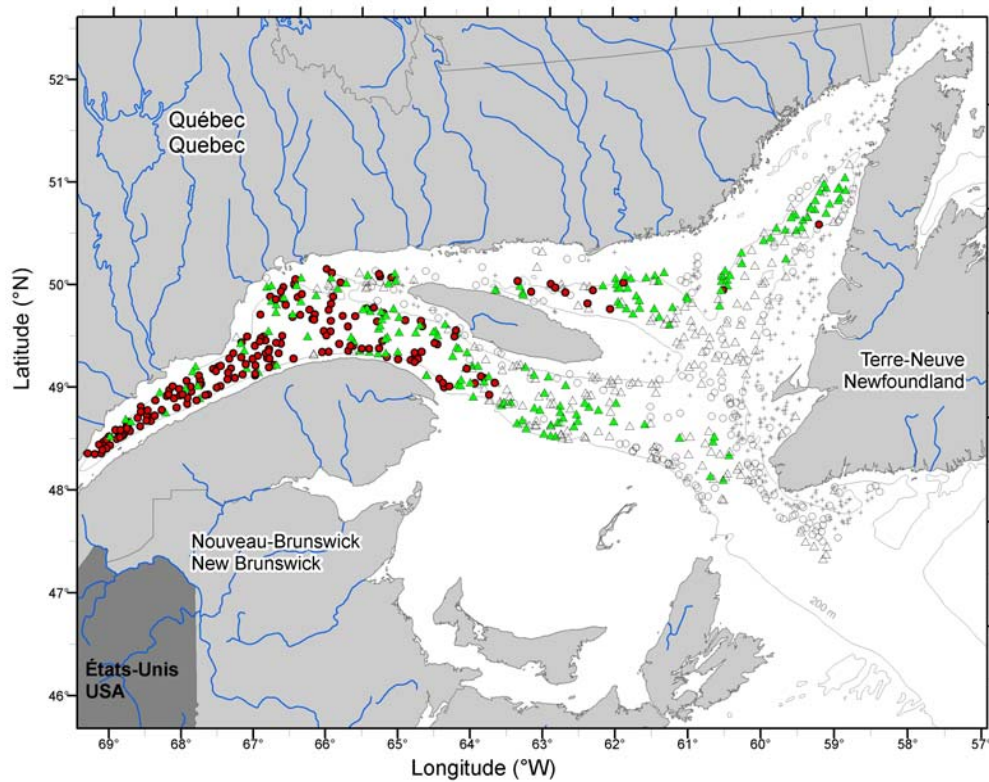 52°
51°
50°
49°
48°
47°
46°
Latitude (°N)
Québec
Quebec
Terre-Neuve
Newfoundland
Nouveau-Brunswick
New Brunswick
200 m
États-Unis
USA
69° 68° 67° 66° 65° 64° 63° 62° 61° 60° 59° 58° 57°
Longitude (°W)